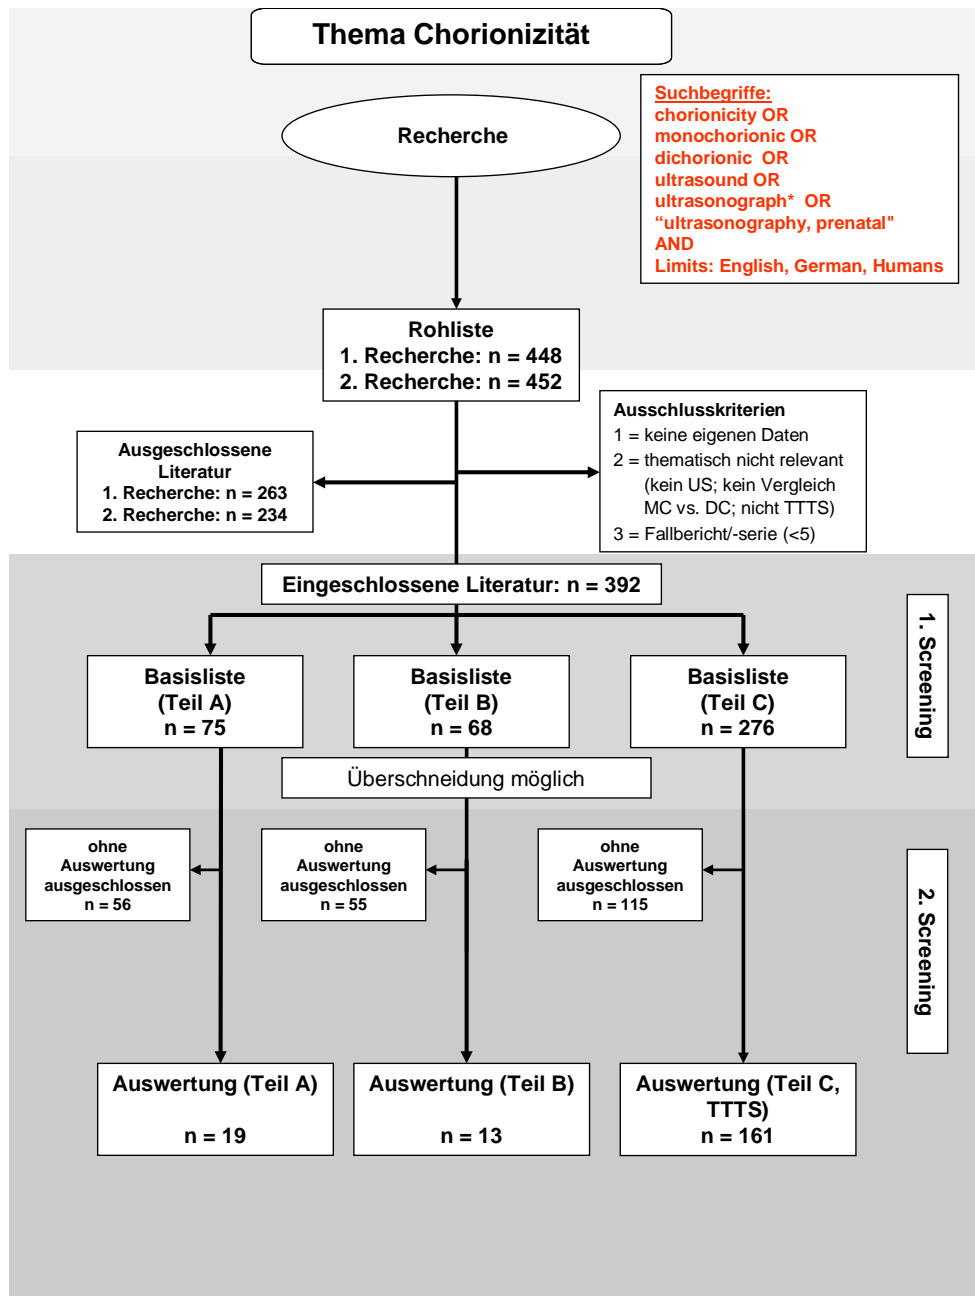 Thema Chorionizität
Recherche
Suchbegriffe:
chorionicity OR
monochorionic OR
dichorionic OR
ultrasound OR
ultrasonograph* OR
“ultrasonography, prenatal"
AND
Limits: English, German, Humans
Rohliste
1. Recherche: n = 448
2. Recherche: n = 452
Ausgeschlossene
Literatur
1. Recherche: n = 263
2. Recherche: n = 234
Ausschlusskriterien
1 = keine eigenen Daten
2 = thematisch nicht relevant
(kein US; kein Vergleich
MC vs. DC; nicht TTTS)
3 = Fallbericht/-serie (<5)
Eingeschlossene Literatur: n = 392
1. Screening
Basisliste
(Teil A)
n = 75
Basisliste
(Teil B)
n = 68
Basisliste
(Teil C)
n = 276
Überschneidung möglich
ohne
Auswertung
ausgeschlossen
n = 56
ohne
Auswertung
ausgeschlossen
n = 55
ohne
Auswertung
ausgeschlossen
n = 115
2. Screening
Auswertung (Teil A)
n = 19
Auswertung (Teil B)
n = 13
Auswertung (Teil C,
TTTS)
n = 161